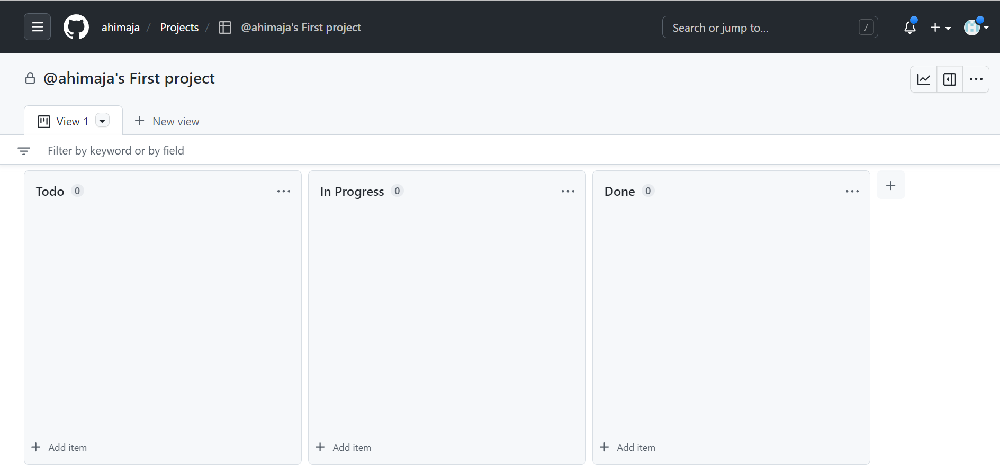 ahimaja / Projects / @ahimaja's First project
Search or jump to... /
@ahimaja's First project
View 1 New view
Filter by keyword or by field
Todo 0
In Progress 0
Done 0
Add item
Add item
Add item